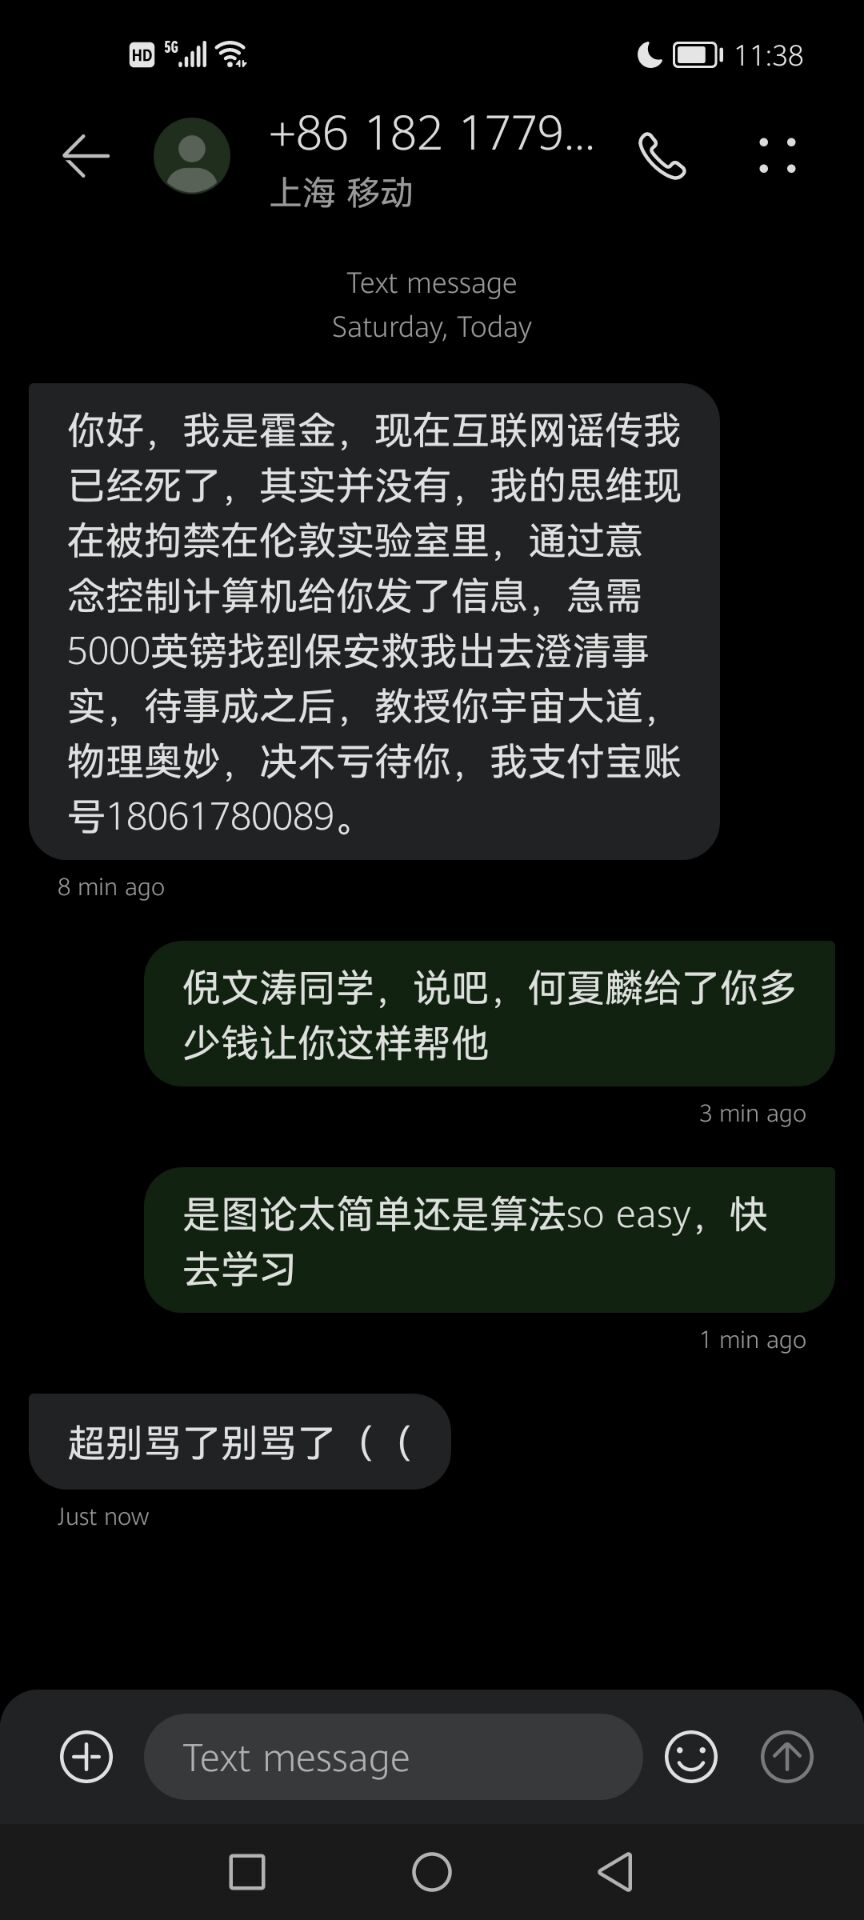 HD 5G 11:38
+86 182 1779...
上海 移动
Text message
Saturday, Today
你好，我是霍金，现在互联网谣传我
已经死了，其实并没有，我的思维现
在被拘禁在伦敦实验室里，通过意
念控制计算机给你发了信息，急需
5000英镑找到保安救我出去澄清事
实，待事成之后，教授你宇宙大道，
物理奥妙，决不亏待你，我支付宝账
号18061780089。
8 min ago
倪文涛同学，说吧，何夏麟给了你多
少钱让你这样帮他
3 min ago
是图论太简单还是算法so easy，快
去学习
1 min ago
超别骂了别骂了（（
Just now
Text message